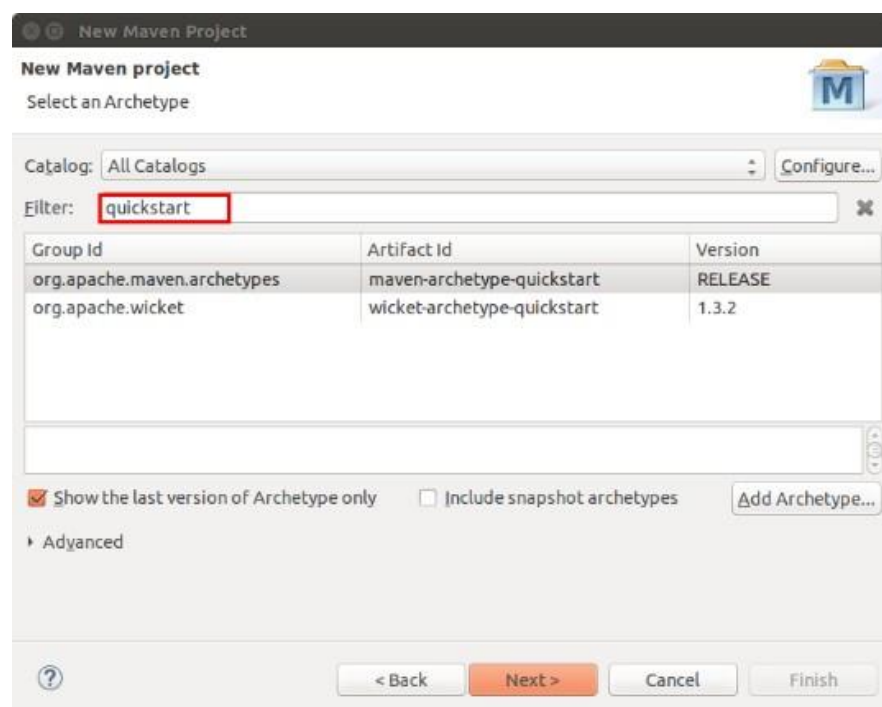 New Maven Project
New Maven project
Select an Archetype
M
Catalog: All Catalogs Configure...
Filter: quickstart
Group Id Artifact Id Version
org.apache.maven.archetypes maven-archetype-quickstart RELEASE
org.apache.wicket wicket-archetype-quickstart 1.3.2
Show the last version of Archetype only Include snapshot archetypes Add Archetype...
Advanced
? < Back Next > Cancel Finish